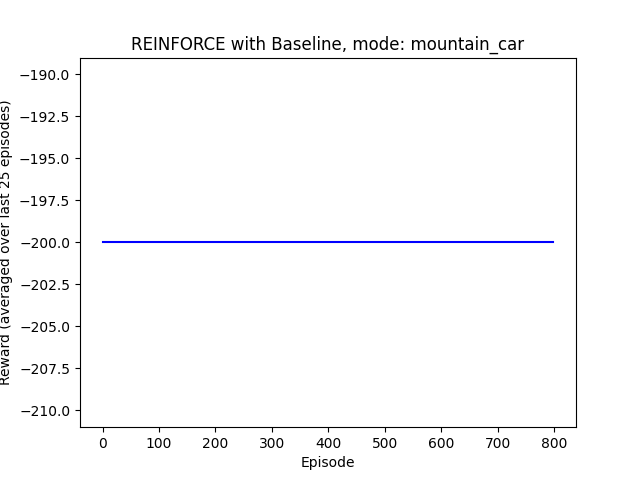 REINFORCE with Baseline, mode: mountain_car
Reward (averaged over last 25 episodes)
−190.0
−192.5
−195.0
−197.5
−200.0
−202.5
−205.0
−207.5
−210.0
0 100 200 300 400 500 600 700 800
Episode